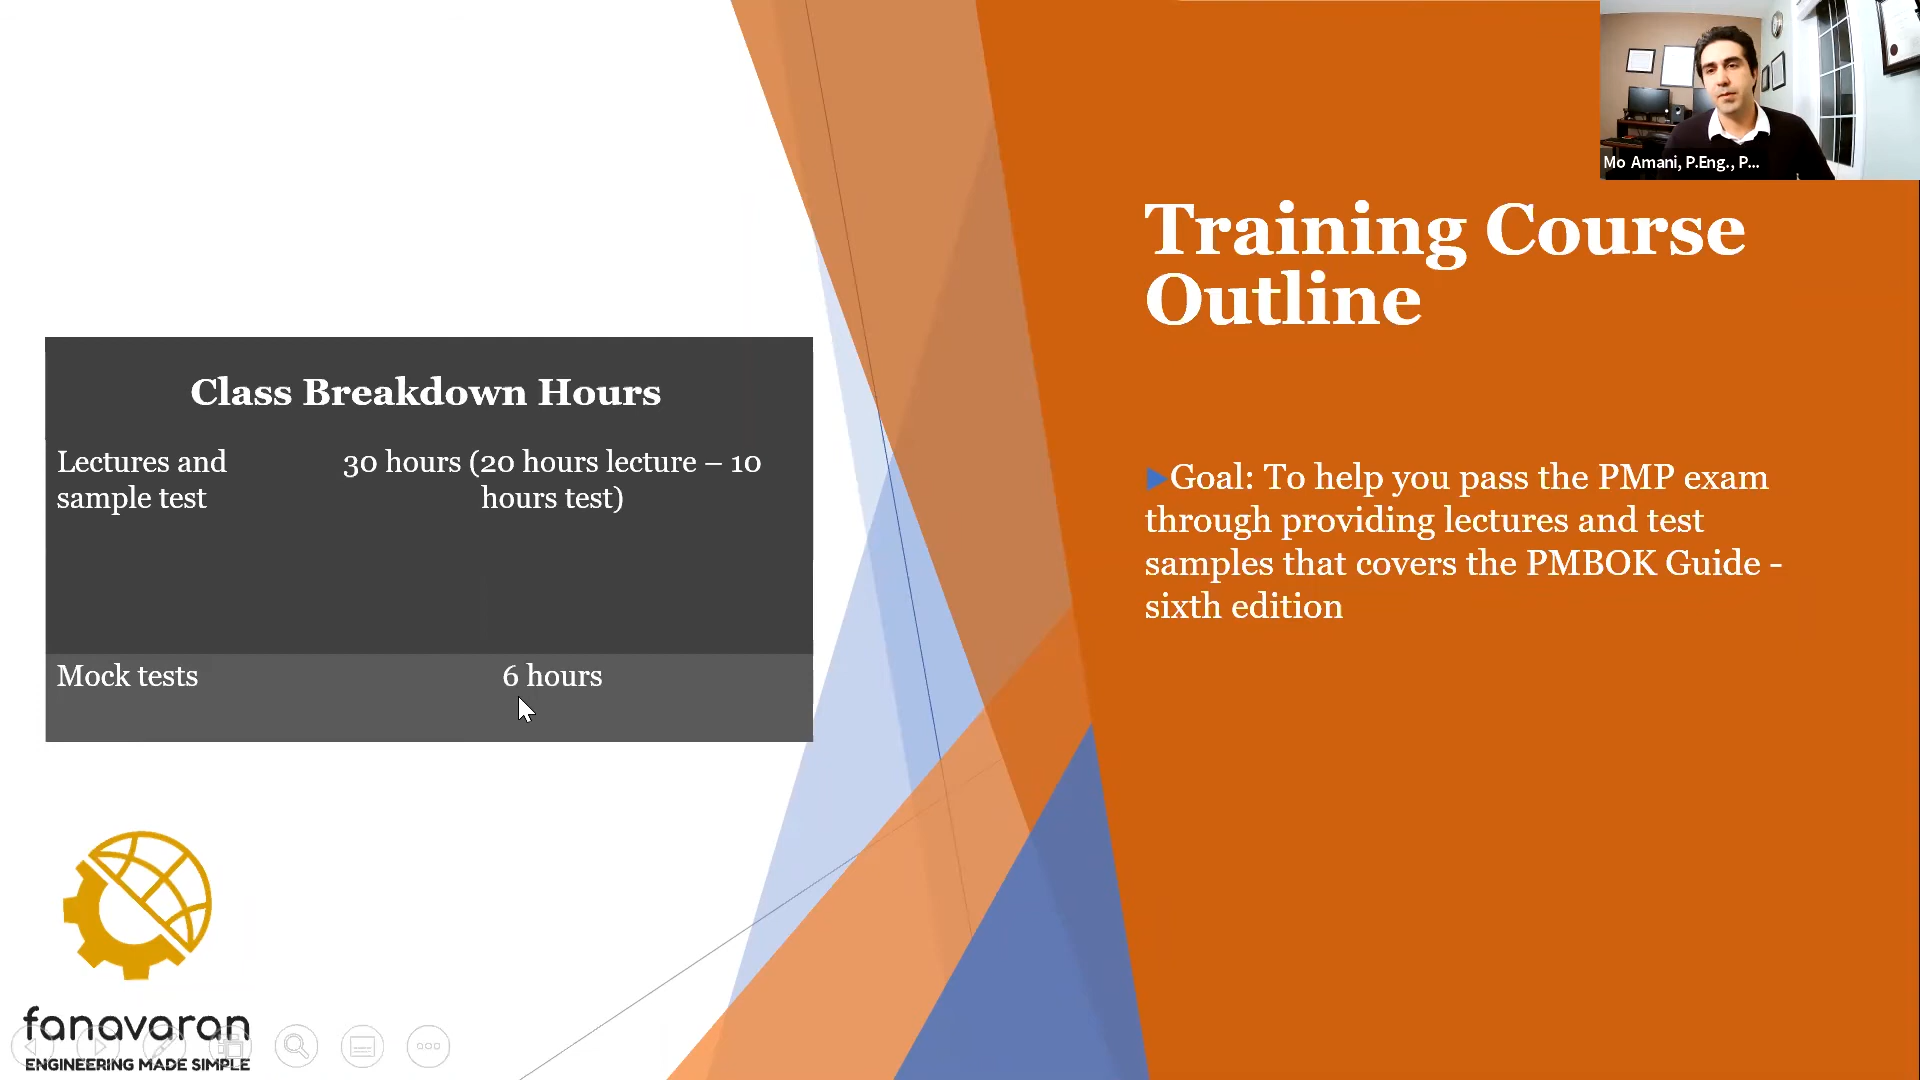 Mo Amani, P.Eng., P...
Training Course
Outline
Class Breakdown Hours
Lectures and
sample test
30 hours (20 hours lecture – 10
hours test)
Mock tests
6 hours
►Goal: To help you pass the PMP exam
through providing lectures and test
samples that covers the PMBOK Guide -
sixth edition
fanavaran
ENGINEERING MADE SIMPLE